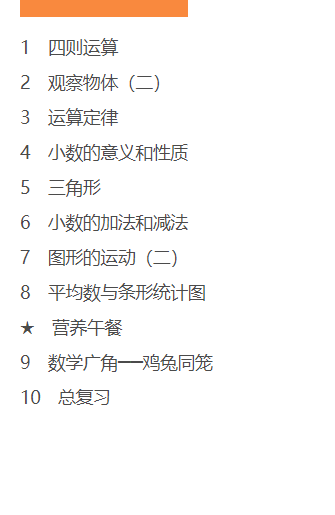 1 四则运算
2 观察物体（二）
3 运算定律
4 小数的意义和性质
5 三角形
6 小数的加法和减法
7 图形的运动（二）
8 平均数与条形统计图
★ 营养午餐
9 数学广角──鸡兔同笼
10 总复习